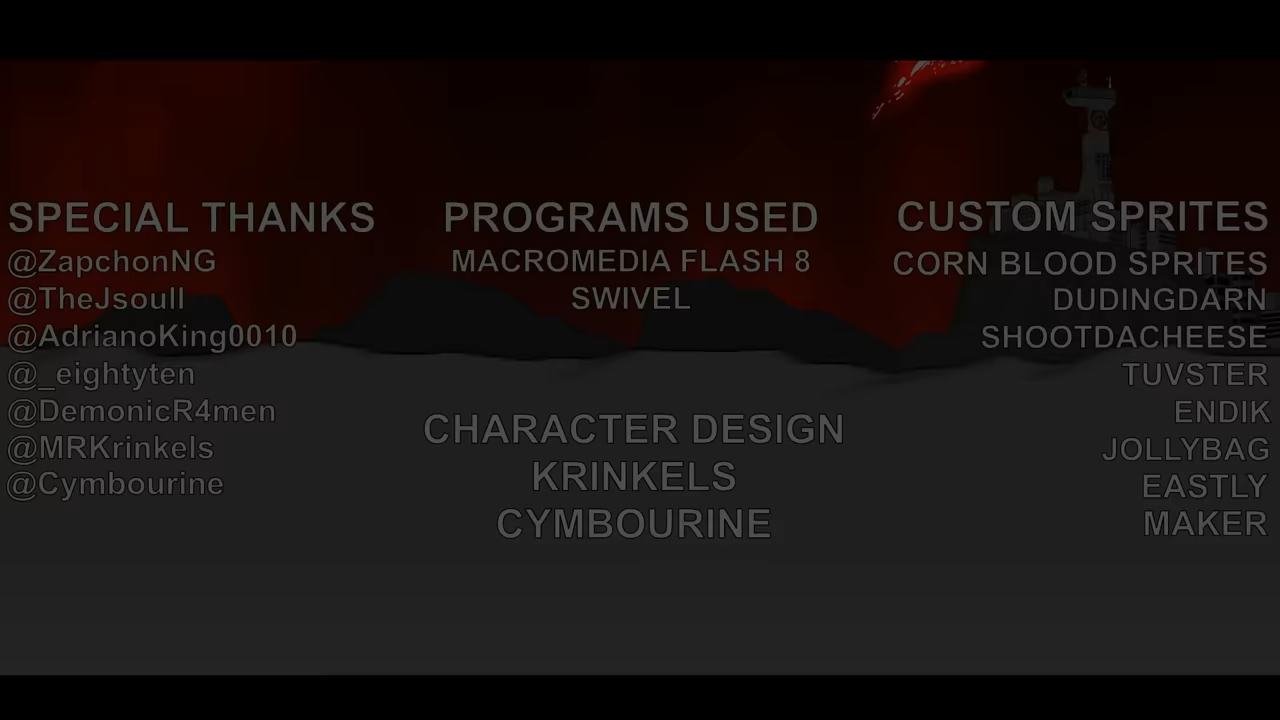 SPECIAL THANKS
@ZapchonNG
@TheJsoull
@AdrianoKing0010
@_eightyten
@DemonicR4men
@MRKrinkels
@Cymbourine
PROGRAMS USED
MACROMEDIA FLASH 8
SWIVEL
CHARACTER DESIGN
KRINKELS
CYMBOURINE
CUSTOM SPRITES
CORN BLOOD SPRITES
DUDINGDARN
SHOOTDACHEESE
TUVSTER
ENDIK
JOLLYBAG
EASTLY
MAKER